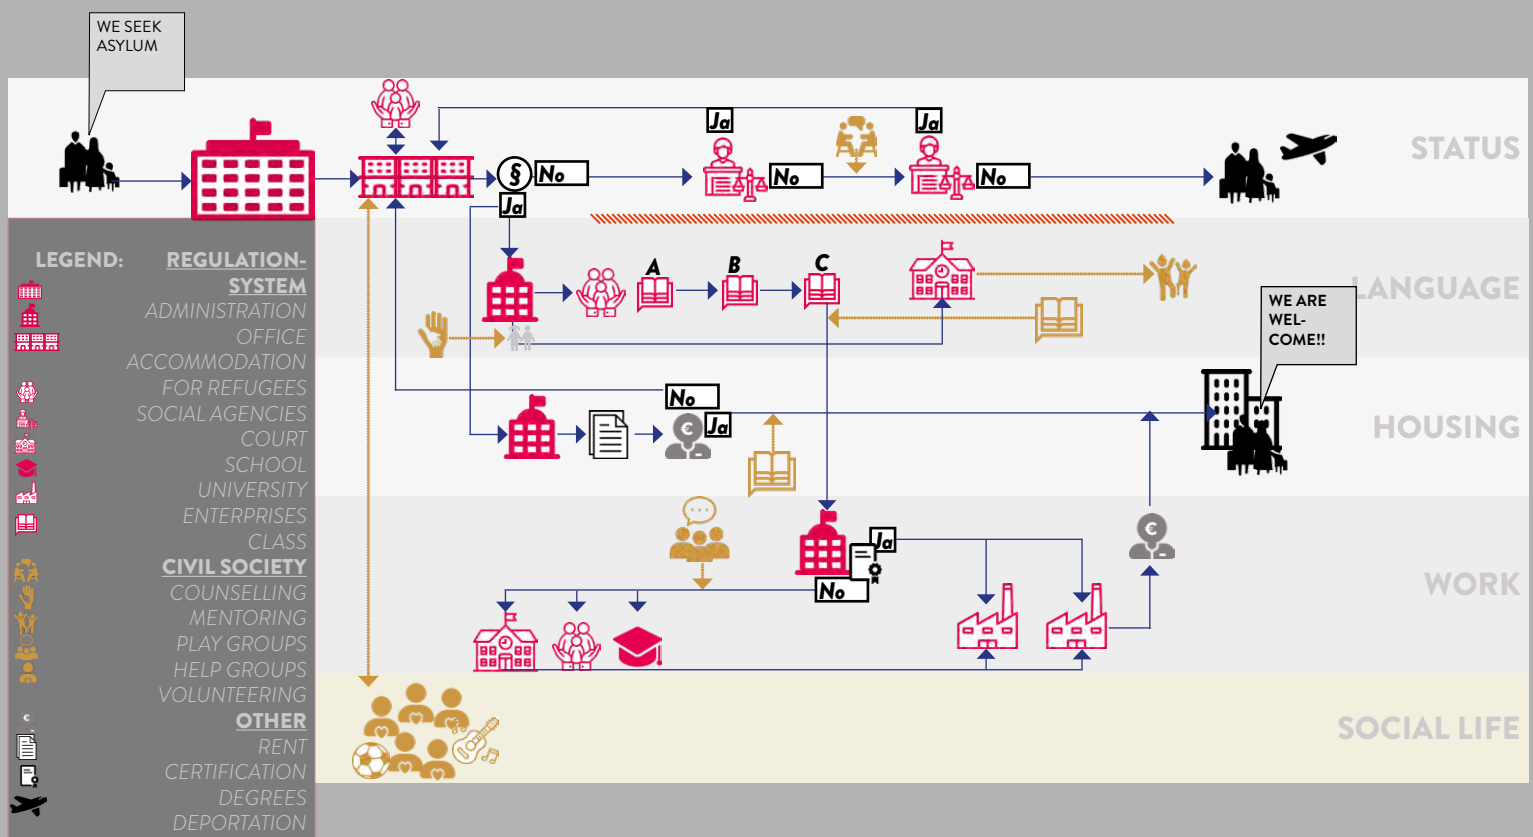 WE SEEK
ASYLUM
STATUS
Ja
Ja
§
No
No
No
Ja
LANGUAGE
A
B
C
WE ARE
WEL-
COME!!
HOUSING
No
€
Ja
WORK
€
Ja
No
SOCIAL LIFE
LEGEND:
REGULATION-
SYSTEM
ADMINISTRATION
OFFICE
ACCOMMODATION
FOR REFUGEES
SOCIAL AGENCIES
COURT
SCHOOL
UNIVERSITY
ENTERPRISES
CLASS
CIVIL SOCIETY
COUNSELLING
MENTORING
PLAY GROUPS
HELP GROUPS
VOLUNTEERING
OTHER
€
RENT
CERTIFICATION
DEGREES
DEPORTATION